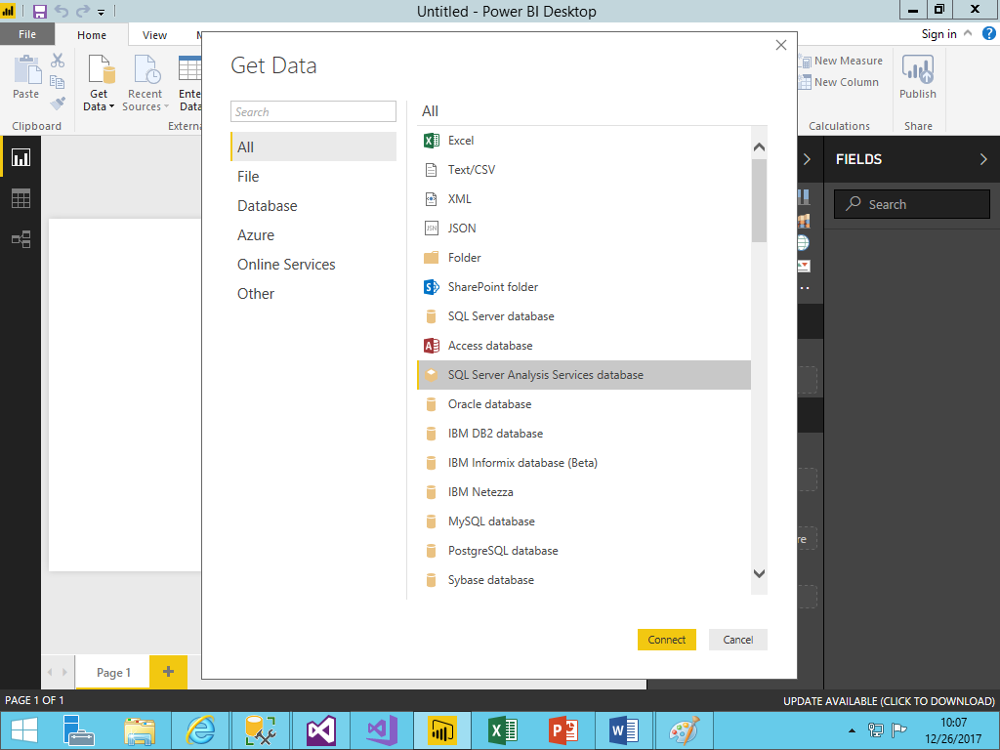 Untitled - Power BI Desktop
File
Home
View
Sign in
Paste
Get
Data
Recent
Sources
Ente
Data
New Measure
New Column
Publish
Clipboard
Externa
Calculations
Share
Get Data
Search
All
File
Database
Azure
Online Services
Other
All
Excel
Text/CSV
XML
JSON
Folder
SharePoint folder
SQL Server database
Access database
SQL Server Analysis Services database
Oracle database
IBM DB2 database
IBM Informix database (Beta)
IBM Netezza
MySQL database
PostgreSQL database
Sybase database
Connect
Cancel
FIELDS
Search
re
Page 1
PAGE 1 OF 1
UPDATE AVAILABLE (CLICK TO DOWNLOAD)
10:07
12/26/2017